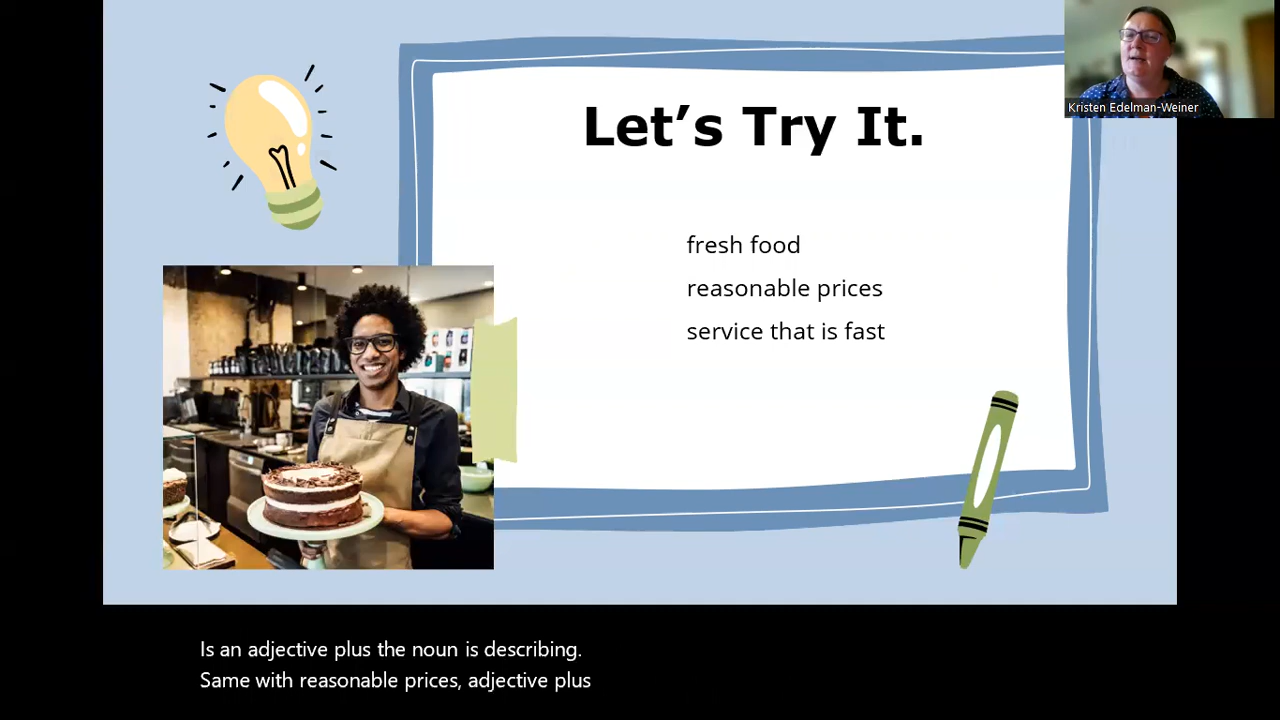 Let's Try It.
fresh food
reasonable prices
service that is fast
Kristen Edelman-Weiner
Is an adjective plus the noun is describing.
Same with reasonable prices, adjective plus